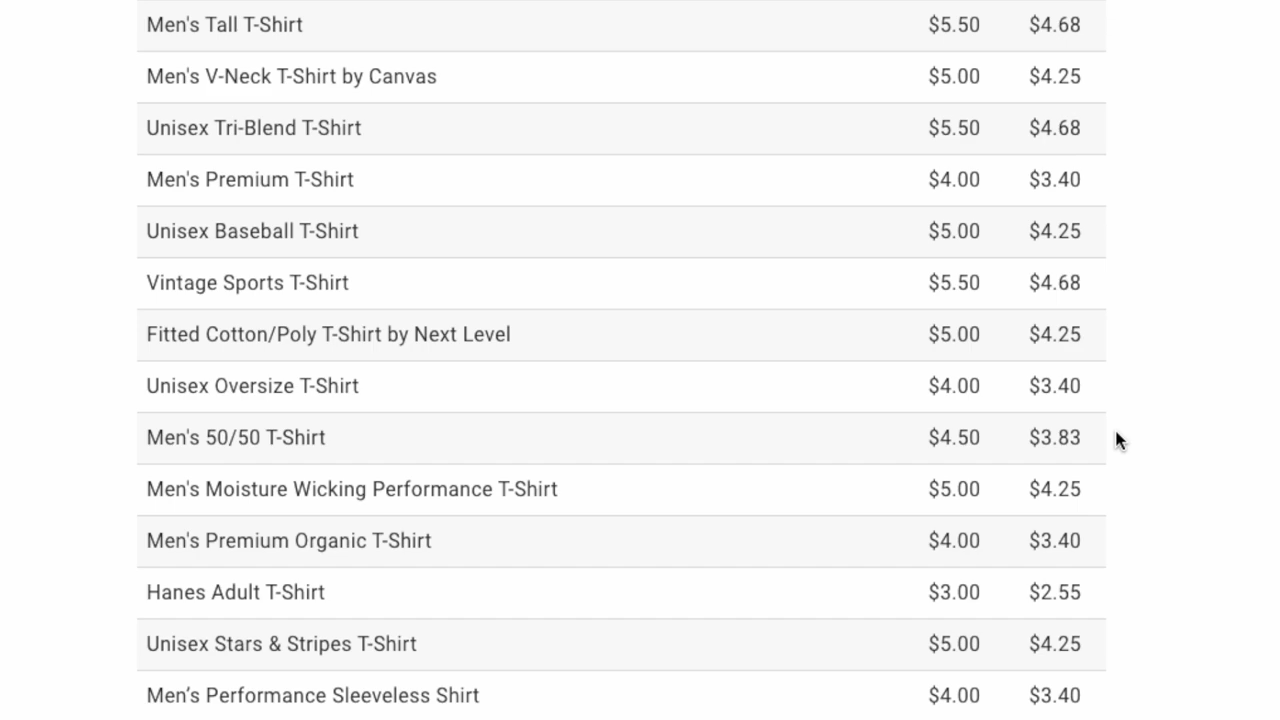 Men's Tall T-Shirt $5.50 $4.68
Men's V-Neck T-Shirt by Canvas $5.00 $4.25
Unisex Tri-Blend T-Shirt $5.50 $4.68
Men's Premium T-Shirt $4.00 $3.40
Unisex Baseball T-Shirt $5.00 $4.25
Vintage Sports T-Shirt $5.50 $4.68
Fitted Cotton/Poly T-Shirt by Next Level $5.00 $4.25
Unisex Oversize T-Shirt $4.00 $3.40
Men's 50/50 T-Shirt $4.50 $3.83
Men's Moisture Wicking Performance T-Shirt $5.00 $4.25
Men's Premium Organic T-Shirt $4.00 $3.40
Hanes Adult T-Shirt $3.00 $2.55
Unisex Stars & Stripes T-Shirt $5.00 $4.25
Men’s Performance Sleeveless Shirt $4.00 $3.40